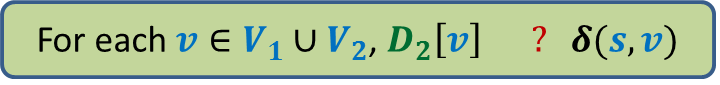 For each v ∈ V₁ ∪ V₂, D₂[v] ? δ(s, v)